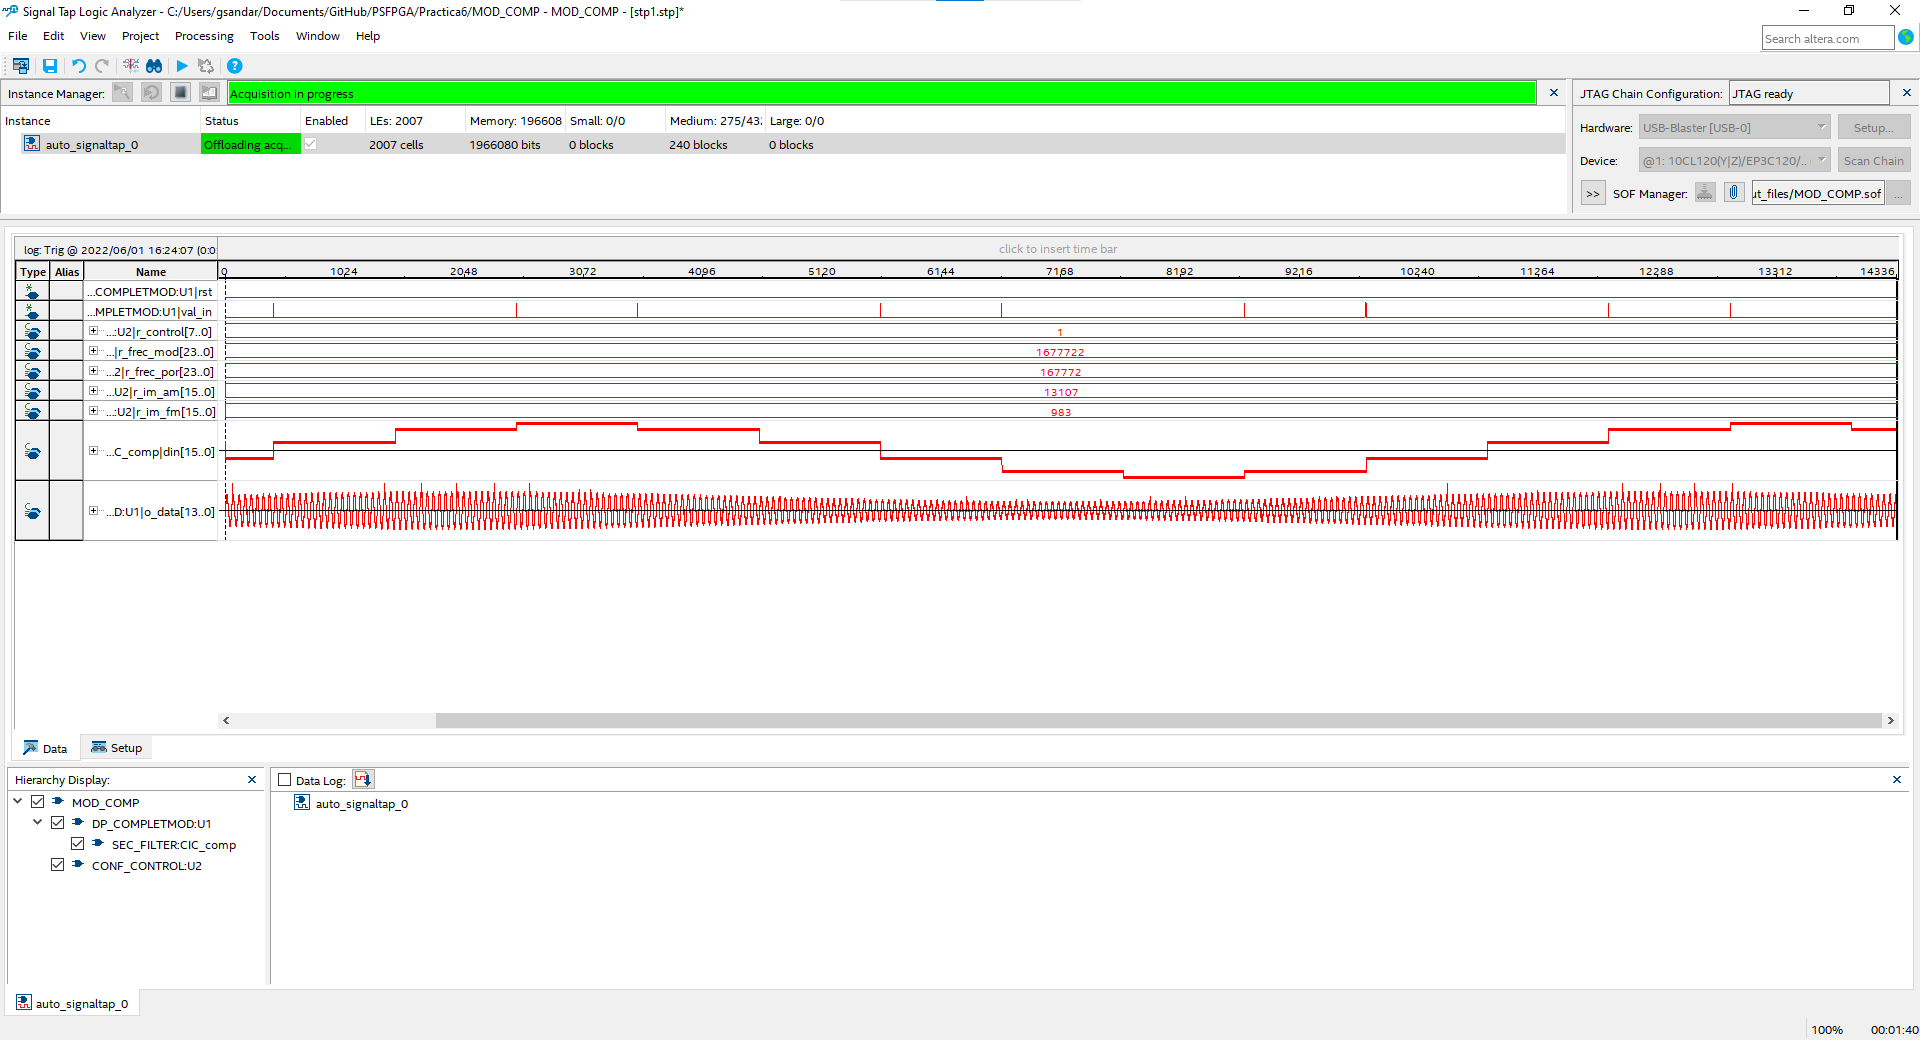 Signal Tap Logic Analyzer - C:/Users/gsandar/Documents/GitHub/PSFPGA/Practica6/MOD_COMP - MOD_COMP - [stp1.stp]*
File Edit View Project Processing Tools Window Help
Search altera.com
Instance Manager: Acquisition in progress
JTAG Chain Configuration: JTAG ready
Instance Status Enabled LEs: 2007 Memory: 196608 Small: 0/0 Medium: 275/43 Large: 0/0
auto_signaltap_0 Offloading acq... 2007 cells 1966080 bits 0 blocks 240 blocks 0 blocks
Hardware: USB-Blaster [USB-0] Setup...
Device: @1: 10CL120(Y|Z)/EP3C120/.. Scan Chain
>> SOF Manager: ut_files/MOD_COMP.sof ...
log: Trig @ 2022/06/01 16:24:07 (0:0
click to insert time bar
Type Alias Name 0 1024 2048 3072 4096 5120 6144 7168 8192 9216 10240 11264 12288 13312 14336
...COMPLETMOD:U1|rst
...MPLETMOD:U1|val_in
...:U2|r_control[7..0] 1
...|r_frec_mod[23..0] 1677722
...2|r_frec_por[23..0] 167772
...U2|r_im_am[15..0] 13107
...:U2|r_im_fm[15..0] 983
...C_comp|din[15..0]
...D:U1|o_data[13..0]
Data Setup
Hierarchy Display:
MOD_COMP
DP_COMPLETMOD:U1
SEC_FILTER:CIC_comp
CONF_CONTROL:U2
Data Log:
auto_signaltap_0
auto_signaltap_0
100% 00:01:40